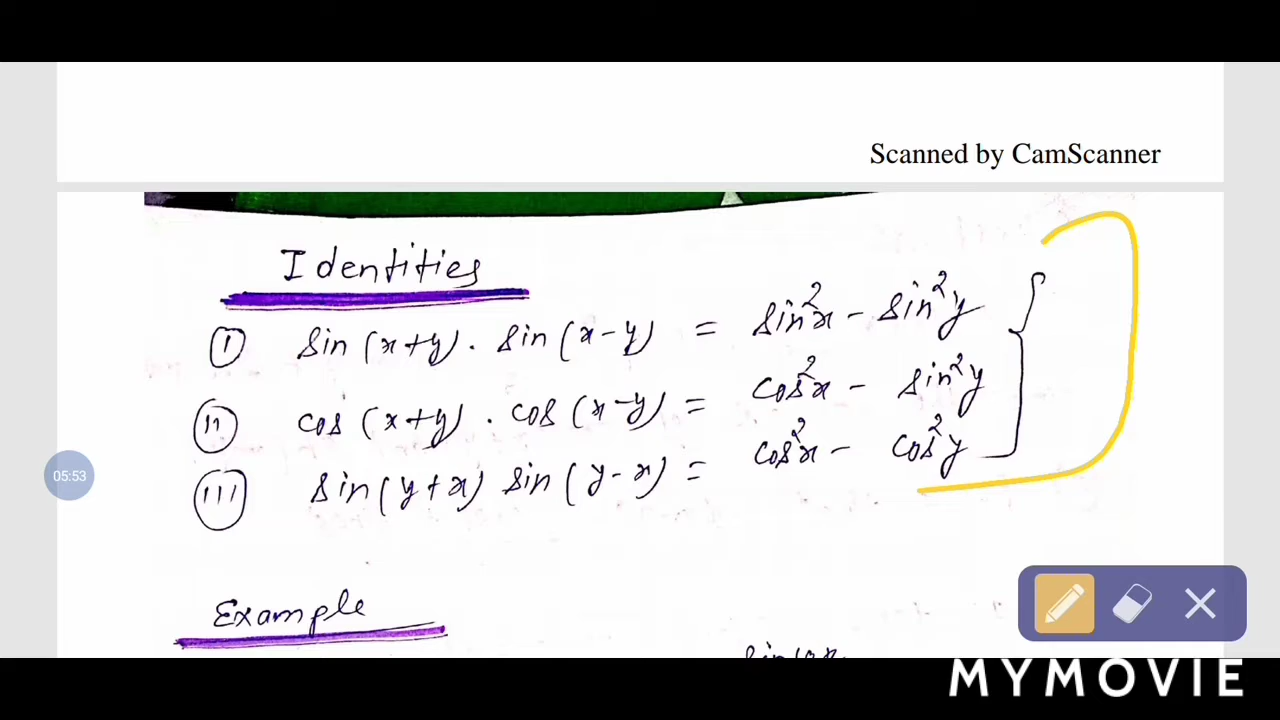 Scanned by CamScanner
Identities
(i) sin (x+y) . sin (x-y) = sin²x - sin²y
(ii) cos (x+y) . cos (x-y) = cos²x - sin²y
(iii) sin (y+x) sin (y-x) = cos²x - cos²y
05:53
Example
MYMOVIE